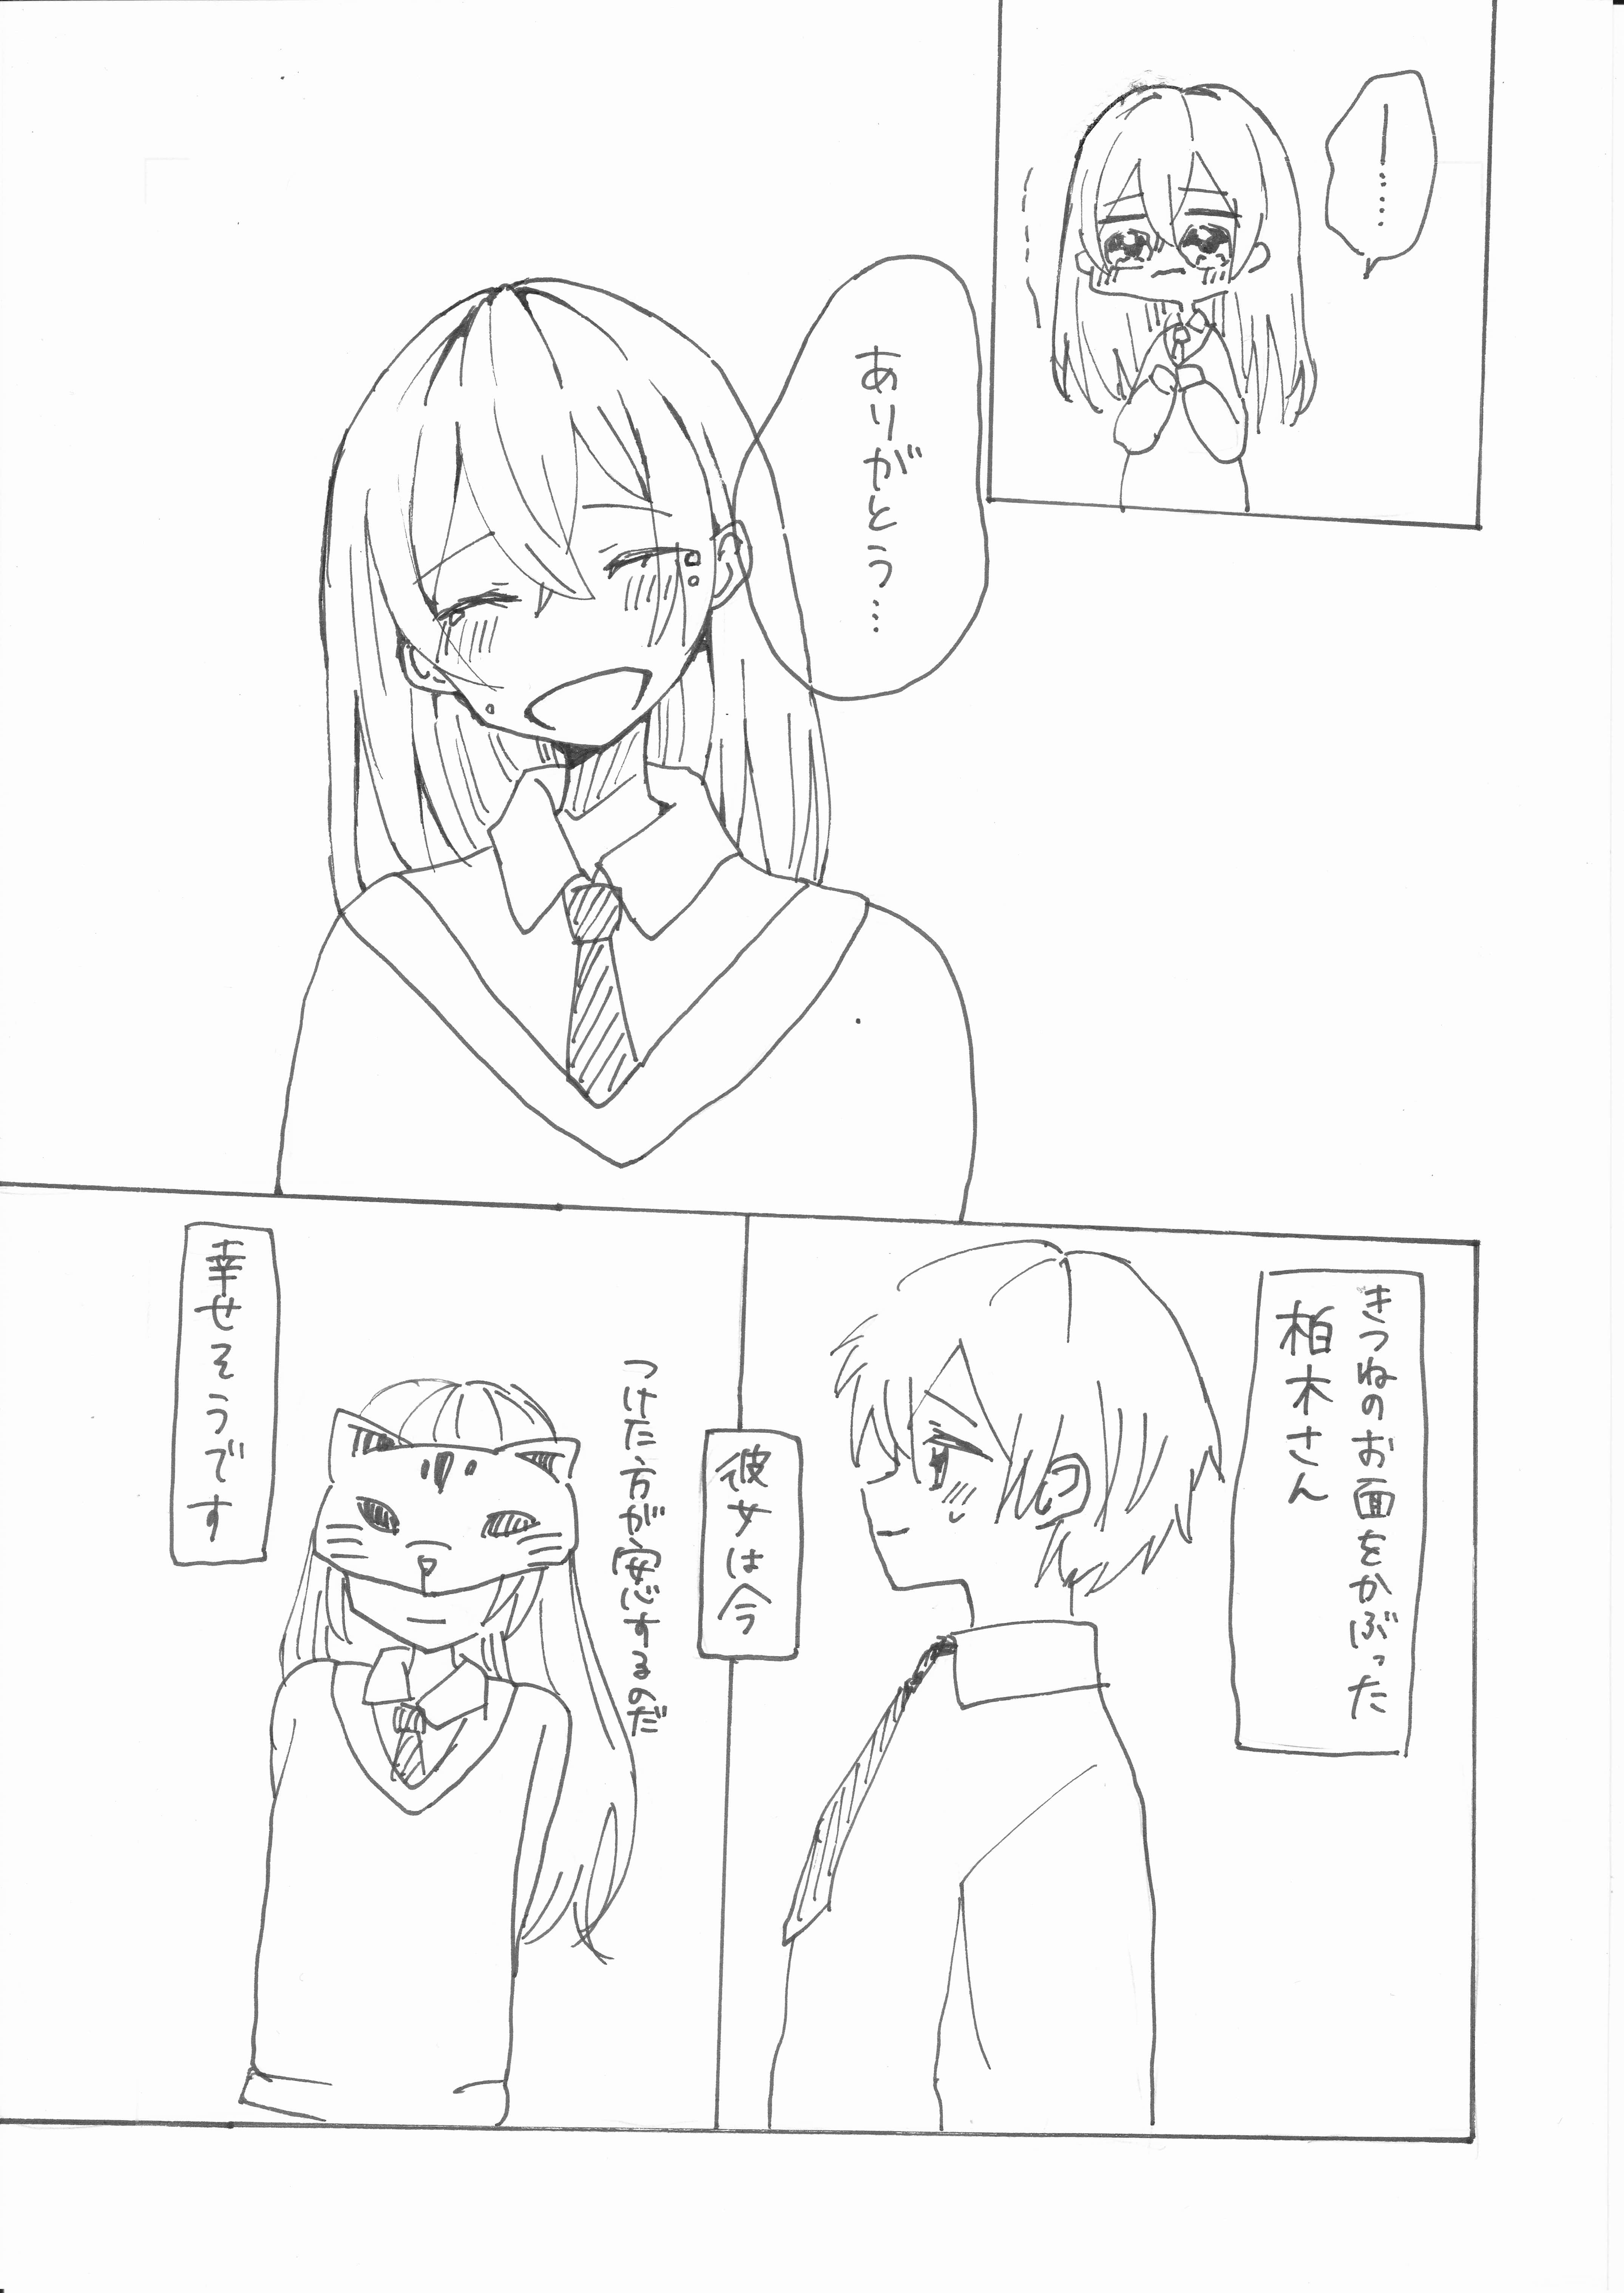 ―……
ありがとう…
きつねのお面をかぶった
柏木さん
彼女は今
つけた方が安心するのだ
幸せそうです